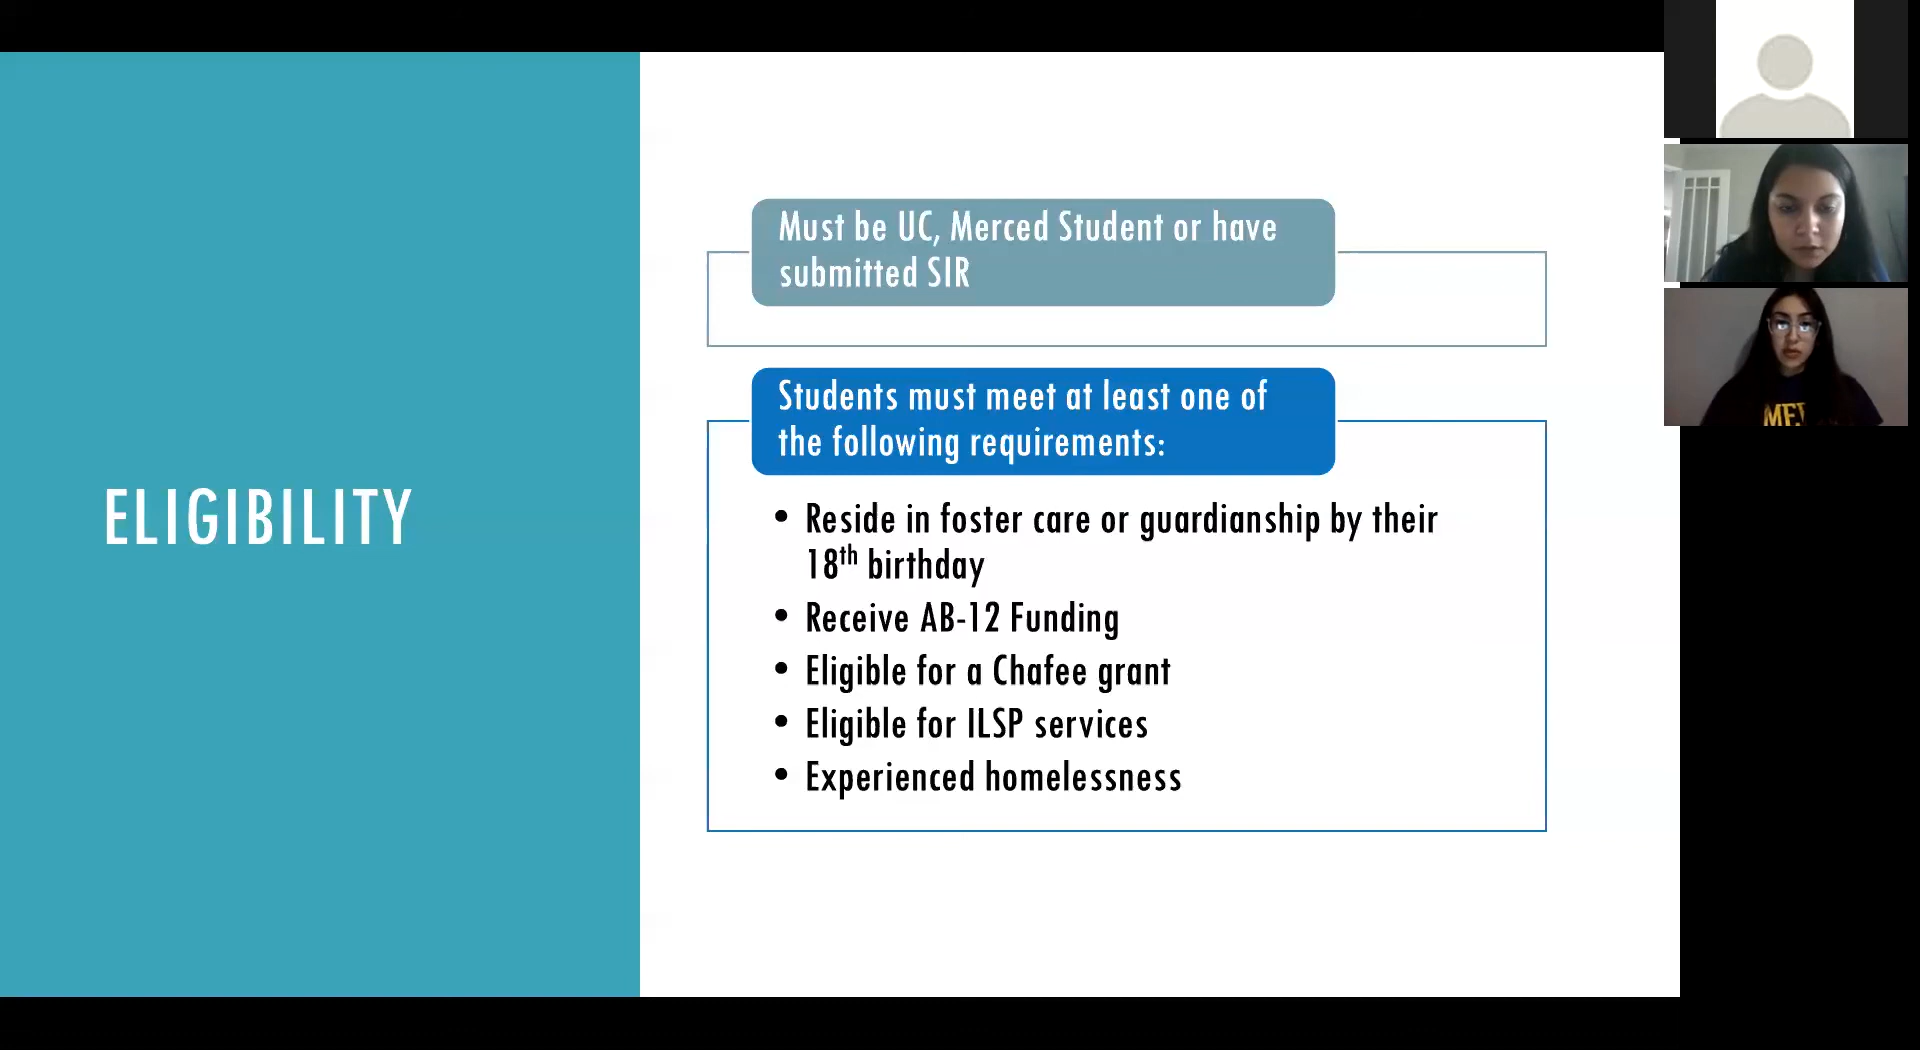 ELIGIBILITY
Must be UC, Merced Student or have
submitted SIR
Students must meet at least one of
the following requirements:
• Reside in foster care or guardianship by their
18th birthday
• Receive AB-12 Funding
• Eligible for a Chafee grant
• Eligible for ILSP services
• Experienced homelessness